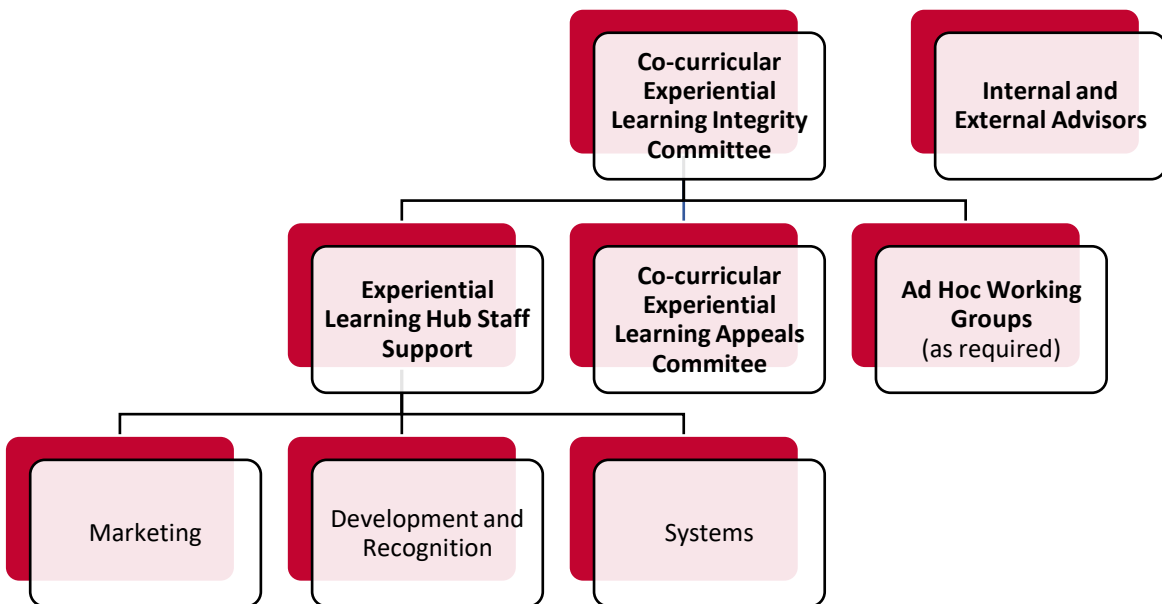 Co-curricular
Experiential
Learning Integrity
Committee
Internal and
External Advisors
Experiential
Learning Hub Staff
Support
Co-curricular
Experiential
Learning Appeals
Commitee
Ad Hoc Working
Groups
(as required)
Marketing
Development and
Recognition
Systems